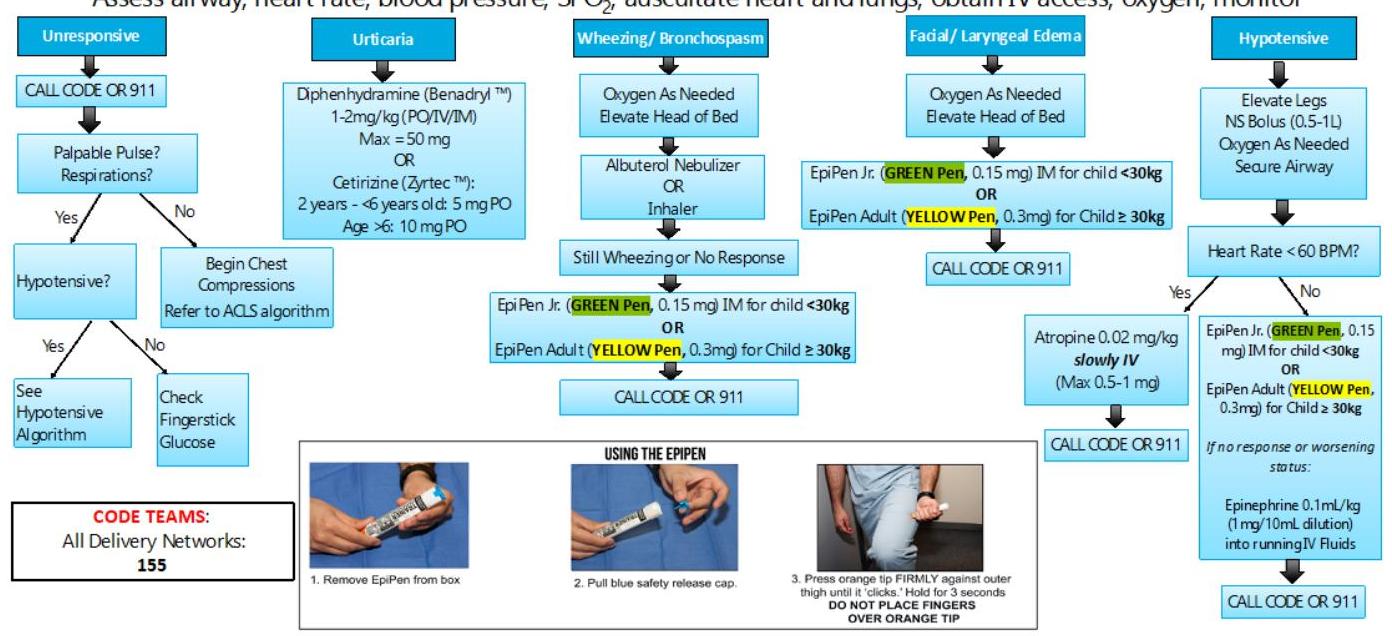 Assess airway, heart rate, blood pressure, SPO2, auscultate heart and lungs, obtain IV access, oxygen, monitor
Unresponsive
CALL CODE OR 911
Palpable Pulse?
Respirations?
Yes
No
Hypotensive?
Begin Chest
Compressions
Refer to ACLS algorithm
Yes
No
See
Hypotensive
Algorithm
Check
Fingerstick
Glucose
Urticaria
Diphenhydramine (Benadryl ™)
1-2mg/kg (PO/IV/IM)
Max = 50 mg
OR
Cetirizine (Zyrtec ™):
2 years - <6 years old: 5 mg PO
Age >6: 10 mg PO
Wheezing/ Bronchospasm
Oxygen As Needed
Elevate Head of Bed
Albuterol Nebulizer
OR
Inhaler
Still Wheezing or No Response
EpiPen Jr. (GREEN Pen, 0.15 mg) IM for child <30kg
OR
EpiPen Adult (YELLOW Pen, 0.3mg) for Child ≥ 30kg
CALL CODE OR 911
Facial/ Laryngeal Edema
Oxygen As Needed
Elevate Head of Bed
EpiPen Jr. (GREEN Pen, 0.15 mg) IM for child <30kg
OR
EpiPen Adult (YELLOW Pen, 0.3mg) for Child ≥ 30kg
CALL CODE OR 911
Hypotensive
Elevate Legs
NS Bolus (0.5-1L)
Oxygen As Needed
Secure Airway
Heart Rate <60 BPM?
Yes
No
Atropine 0.02 mg/kg
slowly IV
(Max 0.5-1 mg)
CALL CODE OR 911
EpiPen Jr. (GREEN Pen, 0.15
mg) IM for child <30kg
OR
EpiPen Adult (YELLOW Pen,
0.3mg) for Child ≥ 30kg
If no response or worsening
status:
Epinephrine 0.1mL/kg
(1mg/10mL dilution)
into running IV Fluids
CALL CODE OR 911
CODE TEAMS:
All Delivery Networks:
155
USING THE EPIPEN
1. Remove EpiPen from box
2. Pull blue safety release cap.
3. Press orange tip FIRMLY against outer
thigh until it 'clicks.' Hold for 3 seconds
DO NOT PLACE FINGERS
OVER ORANGE TIP